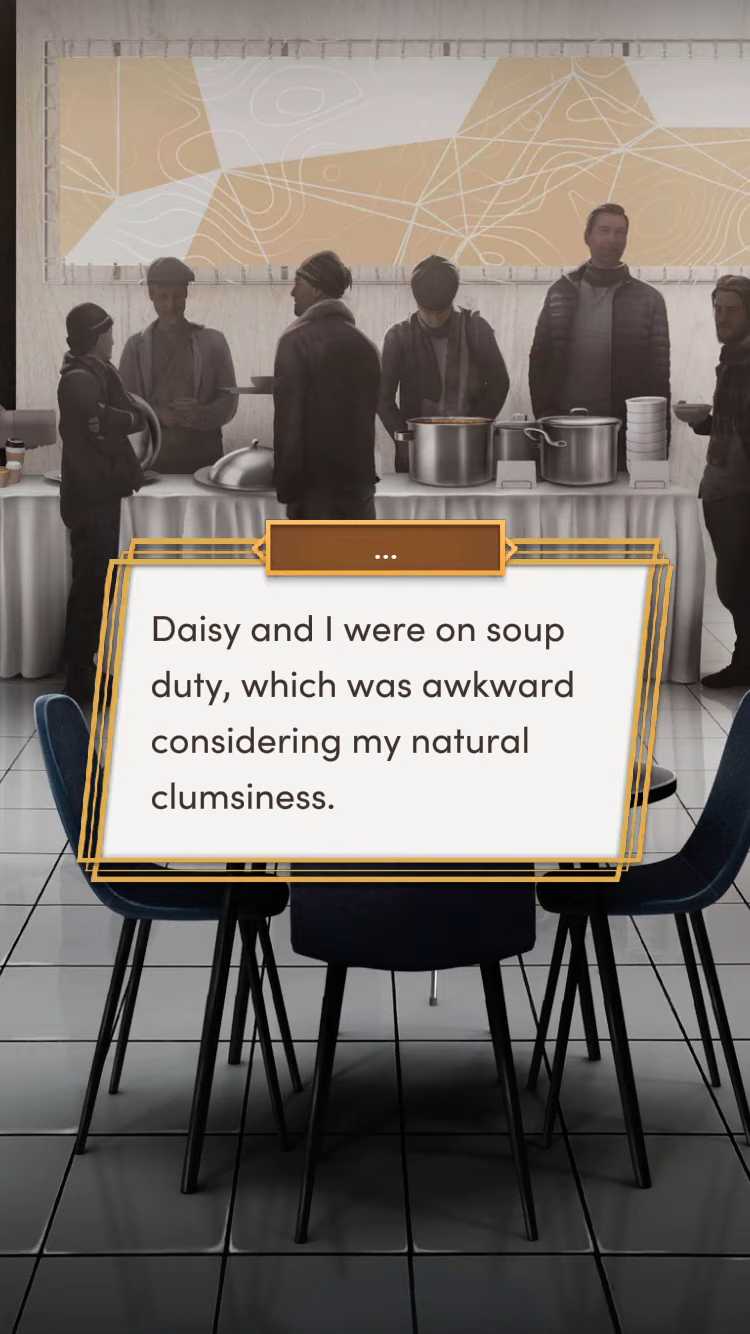 ...
Daisy and I were on soup
duty, which was awkward
considering my natural
clumsiness.